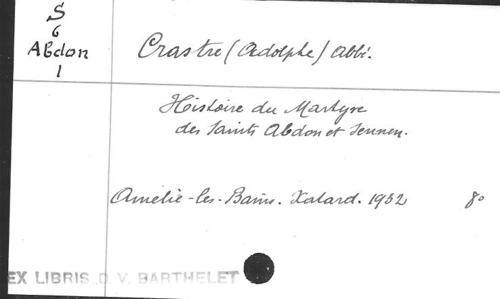 S
6
Abdon
1
Crastre (Adolphe) Abbé.
Histoire du Martyre
des Saints Abdon et Sennen.
Amélie-les-Bains. Xatard. 1932 8°
EX LIBRIS D. V. BARTHELET